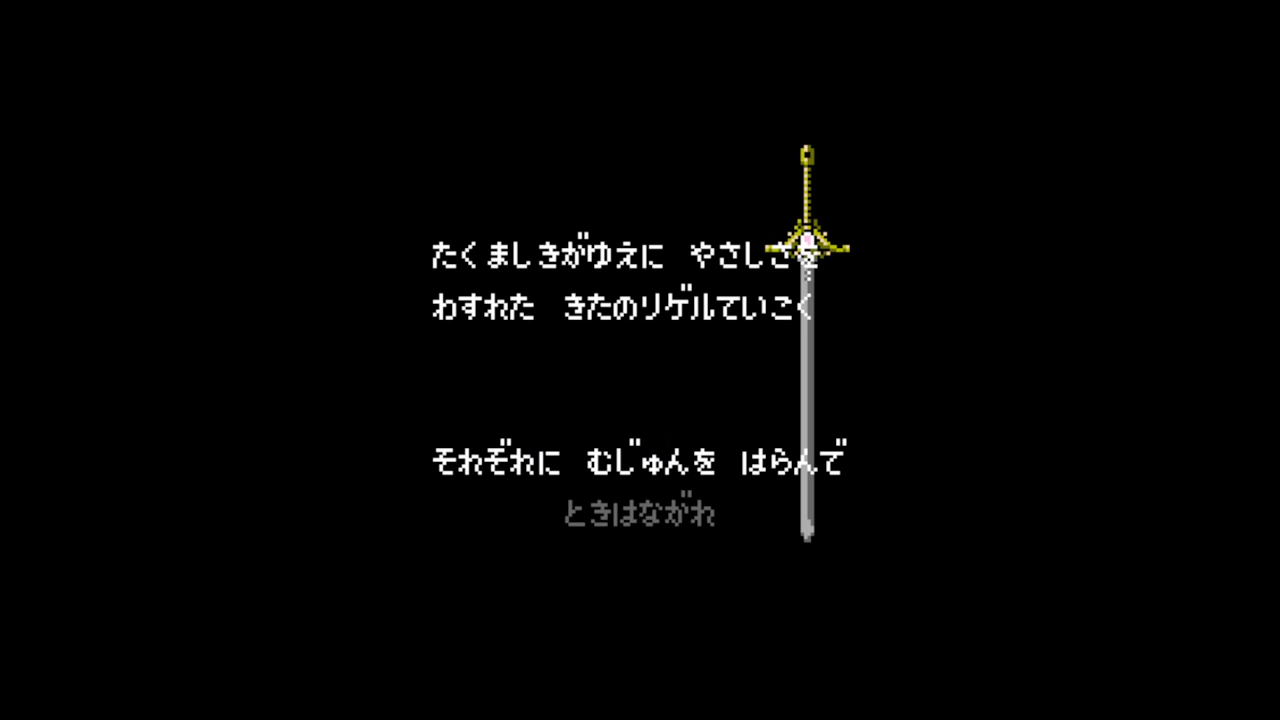 たくましきがゆえに　やさしさを
わすれた　きたのリゲルていこく
それぞれに　むじゅんを　はらんで
ときはながれ